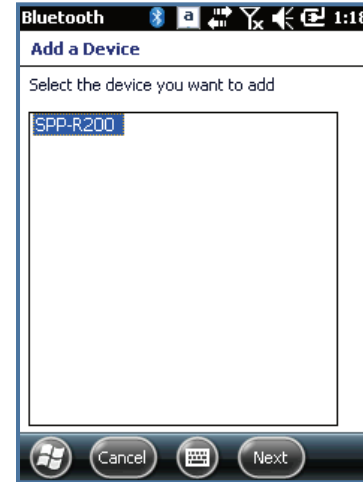 Bluetooth a 1:18
Add a Device
Select the device you want to add
SPP-R200
Cancel Next